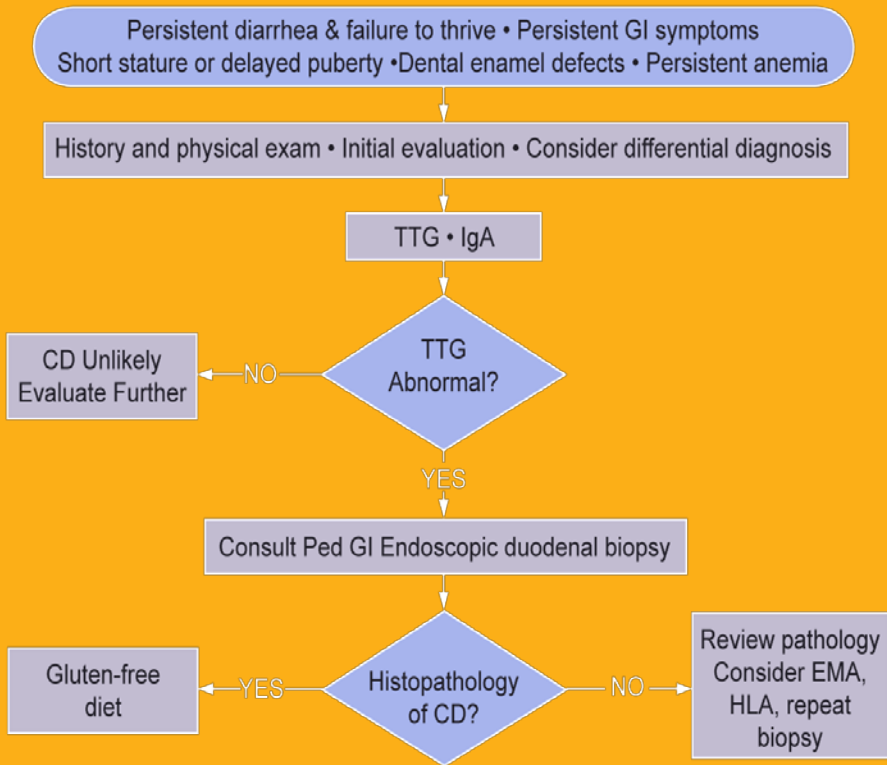 Persistent diarrhea & failure to thrive • Persistent GI symptoms
Short stature or delayed puberty •Dental enamel defects • Persistent anemia
History and physical exam • Initial evaluation • Consider differential diagnosis
TTG • IgA
TTG
Abnormal?
NO
CD Unlikely
Evaluate Further
YES
Consult Ped GI Endoscopic duodenal biopsy
Histopathology
of CD?
YES
Gluten-free
diet
NO
Review pathology
Consider EMA,
HLA, repeat
biopsy